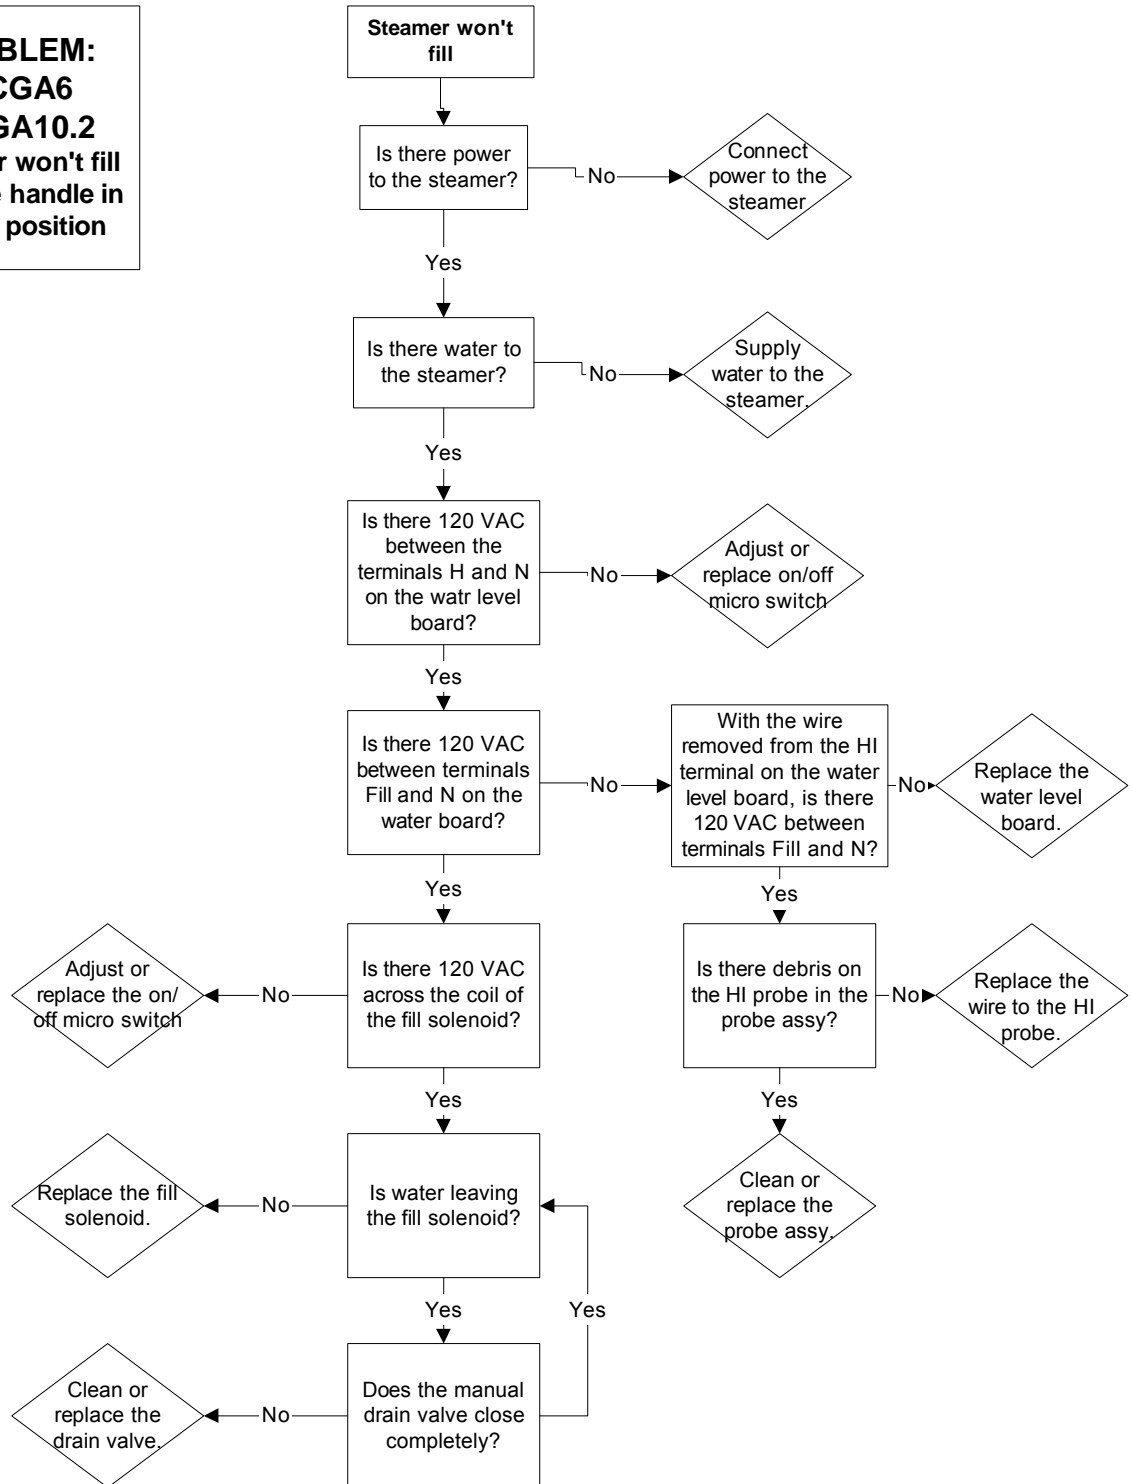 BLEM:
CGA6
GA10.2
r won't fill
e handle in
position
Steamer won't
fill
Is there power
to the steamer?
No
Connect
power to the
steamer
Yes
Is there water to
the steamer?
No
Supply
water to the
steamer.
Yes
Is there 120 VAC
between the
terminals H and N
on the watr level
board?
No
Adjust or
replace on/off
micro switch
Yes
Is there 120 VAC
between terminals
Fill and N on the
water board?
No
With the wire
removed from the HI
terminal on the water
level board, is there
120 VAC between
terminals Fill and N?
No
Replace the
water level
board.
Yes
Yes
Adjust or
replace the on/
off micro switch
No
Is there 120 VAC
across the coil of
the fill solenoid?
Is there debris on
the HI probe in the
probe assy?
No
Replace the
wire to the HI
probe.
Yes
Yes
Replace the fill
solenoid.
No
Is water leaving
the fill solenoid?
Clean or
replace the
probe assy.
Yes
Yes
Clean or
replace the
drain valve.
No
Does the manual
drain valve close
completely?